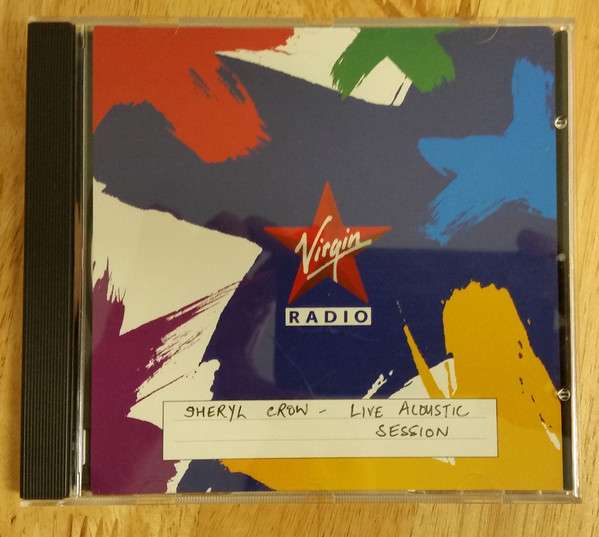 Virgin
RADIO
SHERYL CROW - LIVE ACOUSTIC
SESSION